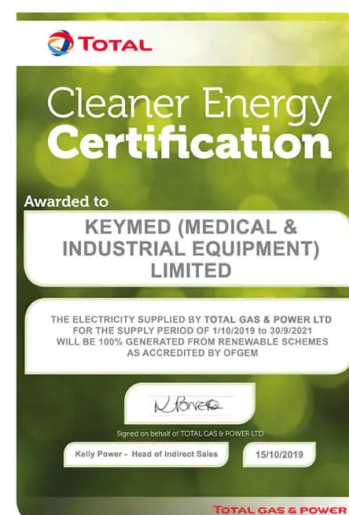 TOTAL
Cleaner Energy
Certification
Awarded to
KEYMED (MEDICAL &
INDUSTRIAL EQUIPMENT)
LIMITED
THE ELECTRICITY SUPPLIED BY TOTAL GAS & POWER LTD
FOR THE SUPPLY PERIOD OF 1/10/2019 to 30/9/2021
WILL BE 100% GENERATED FROM RENEWABLE SCHEMES
AS ACCREDITED BY OFGEM
K Power
Signed on behalf of TOTAL GAS & POWER LTD
Kelly Power - Head of Indirect Sales
15/10/2019
TOTAL GAS & POWER